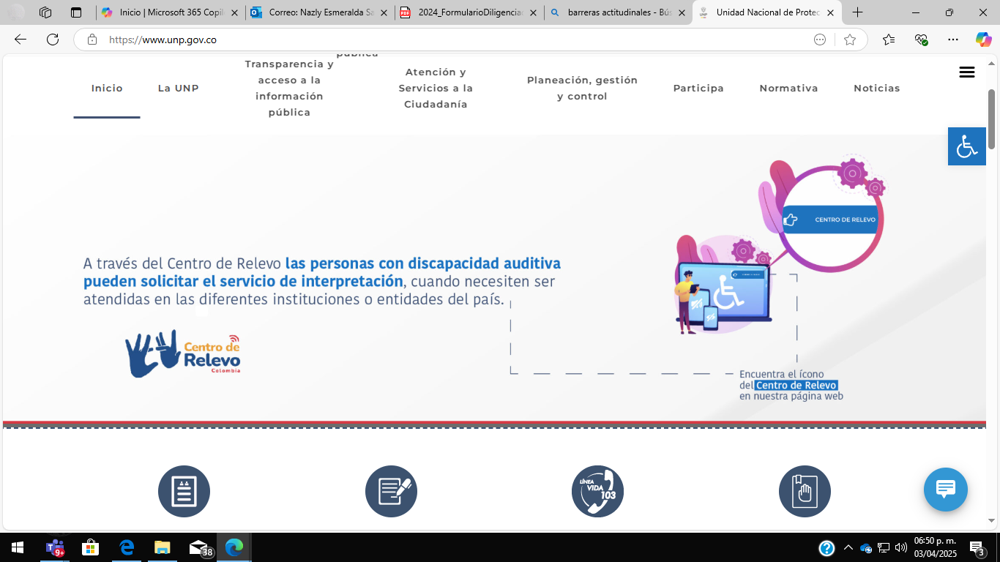 Inicio | Microsoft 365 Copil
Correo: Nazly Esmeralda Sa
2024_FormularioDiligencia
barreras actitudinales - Bús
Unidad Nacional de Protec
https://www.unp.gov.co
pública
Inicio
La UNP
Transparencia y
acceso a la
información
pública
Atención y
Servicios a la
Ciudadanía
Planeación, gestión
y control
Participa
Normativa
Noticias
CENTRO DE RELEVO
A través del Centro de Relevo las personas con discapacidad auditiva
pueden solicitar el servicio de interpretación, cuando necesiten ser
atendidas en las diferentes instituciones o entidades del país.
Centro de
Relevo
Colombia
Encuentra el ícono
del Centro de Relevo
en nuestra página web
LÍNEA
VIDA
103
9+
38
06:50 p. m.
03/04/2025
3